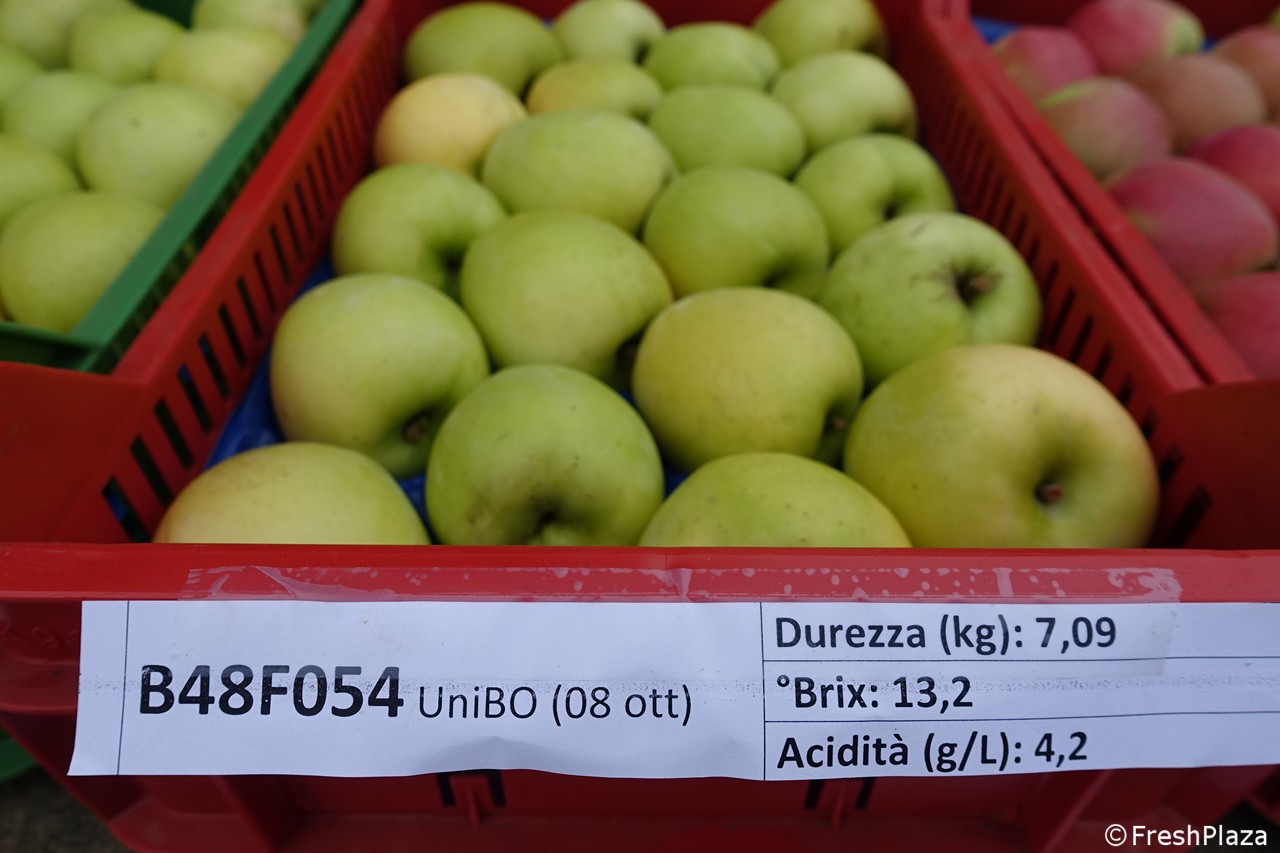 B48F054 UniBO (08 ott)
Durezza (kg): 7,09
°Brix: 13,2
Acidità (g/L): 4,2
©FreshPlaza